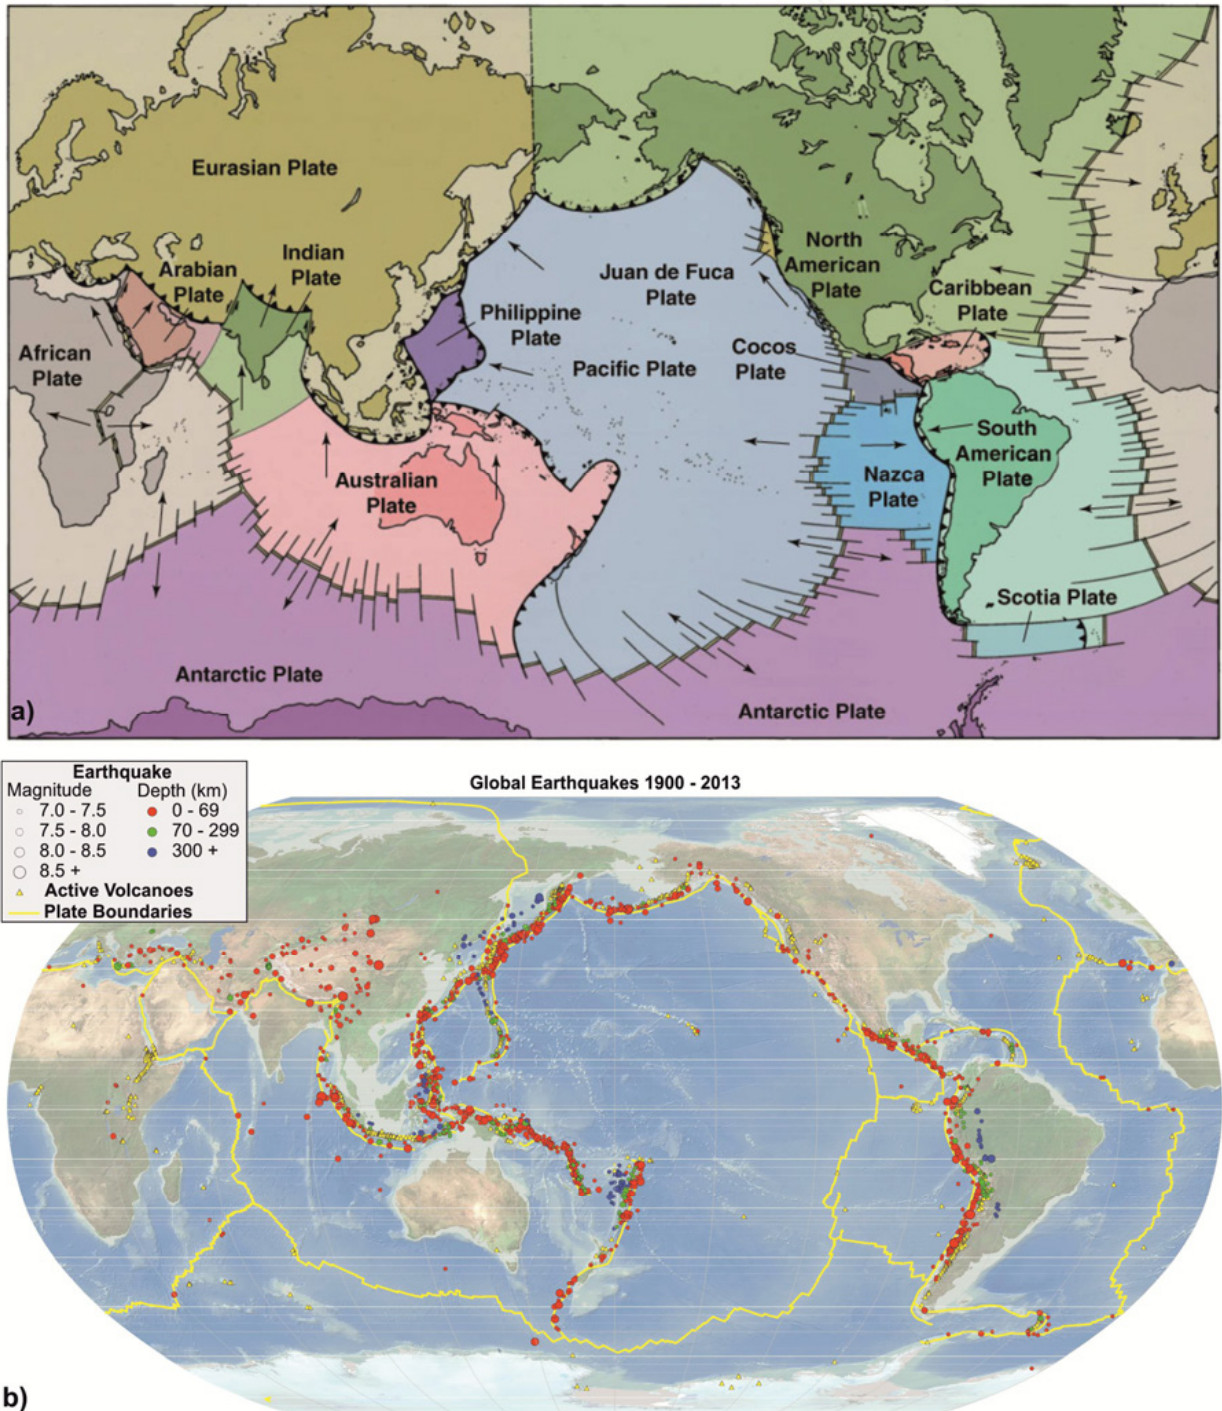 Eurasian Plate
Indian
Plate
Arabian
Plate
African
Plate
Philippine
Plate
Juan de Fuca
Plate
North
American
Plate
Caribbean
Plate
Cocos
Plate
Pacific Plate
South
American
Plate
Nazca
Plate
Australian
Plate
Scotia Plate
Antarctic Plate
Antarctic Plate
a)
Earthquake
Magnitude Depth (km)
7.0 - 7.5 0 - 69
7.5 - 8.0 70 - 299
8.0 - 8.5 300 +
8.5 +
Active Volcanoes
Plate Boundaries
Global Earthquakes 1900 - 2013
b)